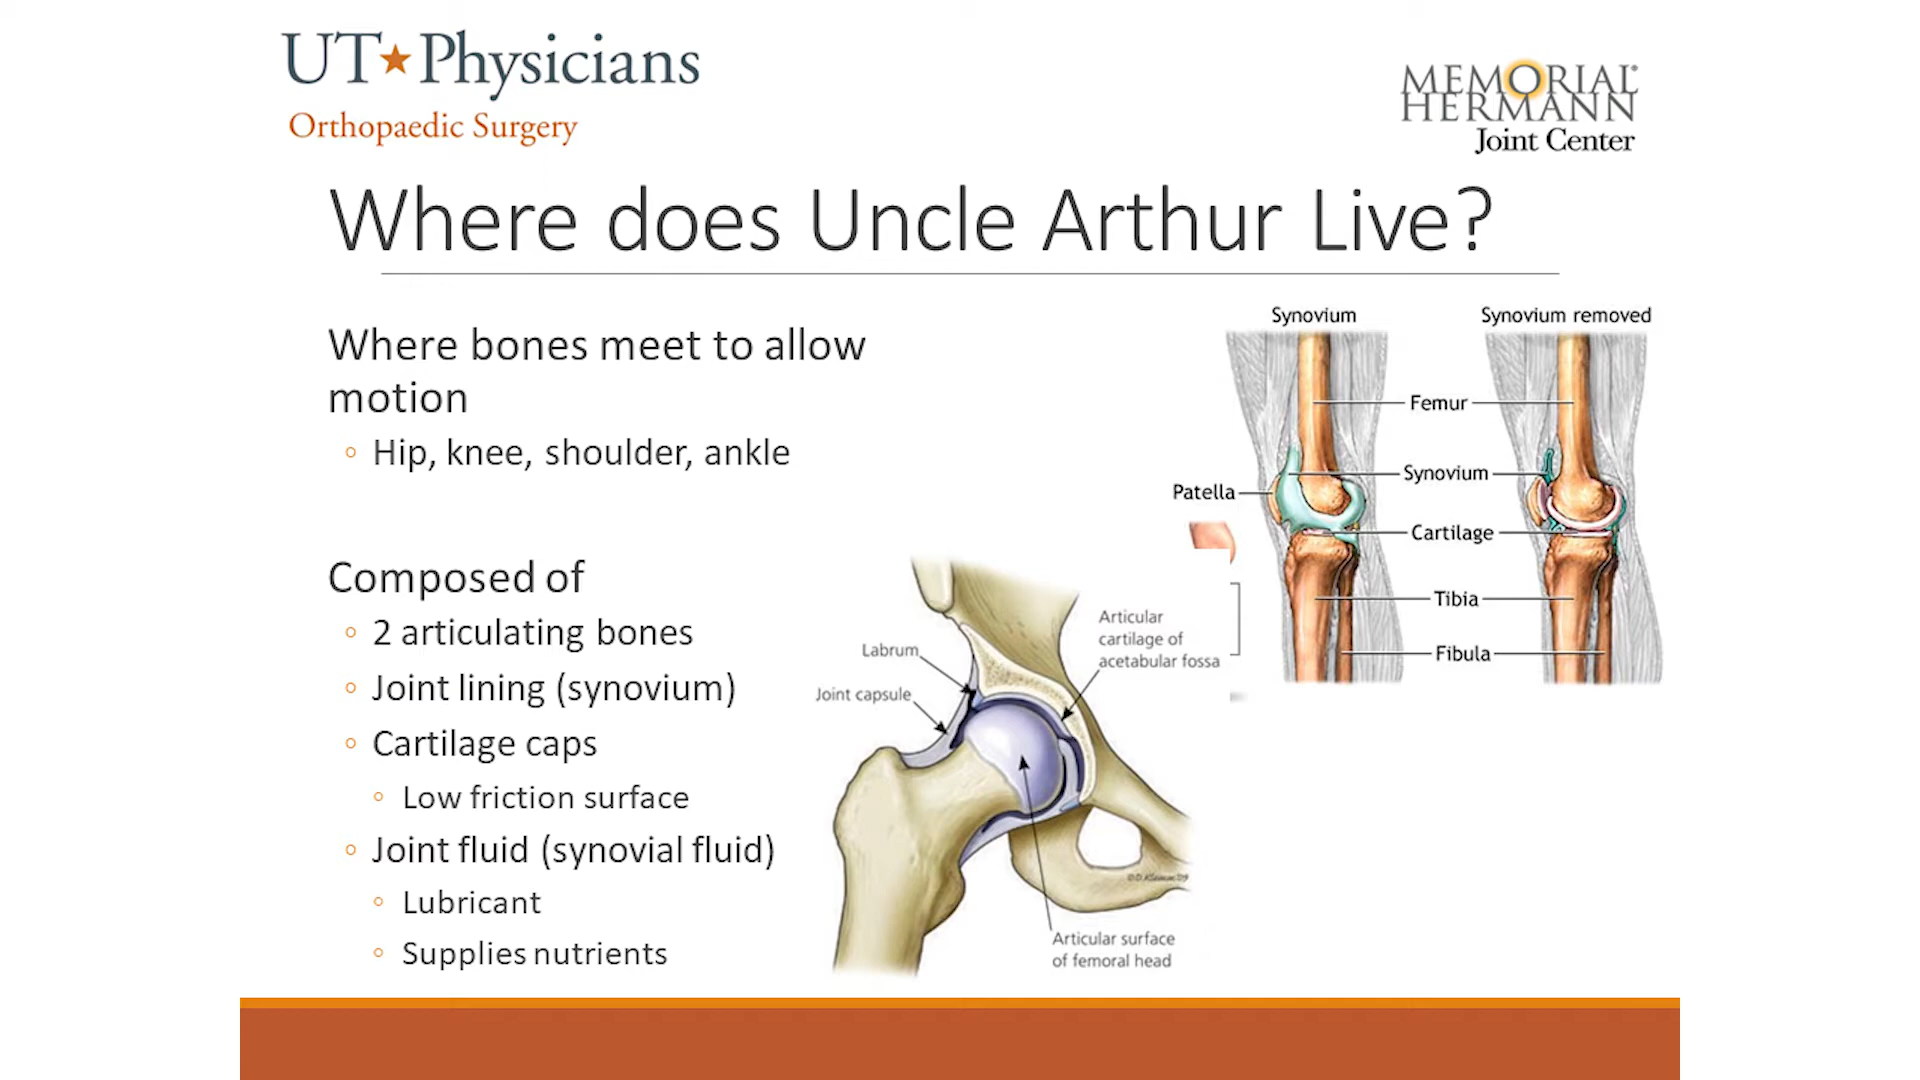 UT Physicians
Orthopaedic Surgery
MEMORIAL®
HERMANN
Joint Center
Where does Uncle Arthur Live?
Where bones meet to allow
motion
Hip, knee, shoulder, ankle
Composed of
2 articulating bones
Joint lining (synovium)
Cartilage caps
Low friction surface
Joint fluid (synovial fluid)
Lubricant
Supplies nutrients
Labrum
Joint capsule
Articular
cartilage of
acetabular fossa
Articular surface
of femoral head
Synovium
Synovium removed
Femur
Synovium
Patella
Cartilage
Tibia
Fibula